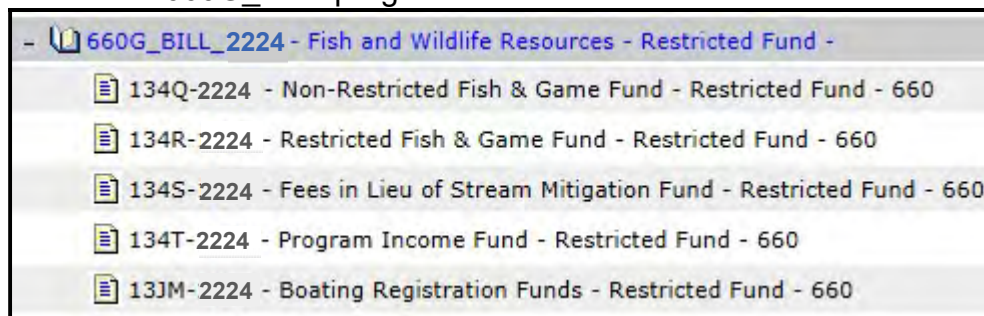 - 660G_BILL_2224 - Fish and Wildlife Resources - Restricted Fund -
134Q-2224 - Non-Restricted Fish & Game Fund - Restricted Fund - 660
134R-2224 - Restricted Fish & Game Fund - Restricted Fund - 660
134S-2224 - Fees in Lieu of Stream Mitigation Fund - Restricted Fund - 660
134T-2224 - Program Income Fund - Restricted Fund - 660
13JM-2224 - Boating Registration Funds - Restricted Fund - 660